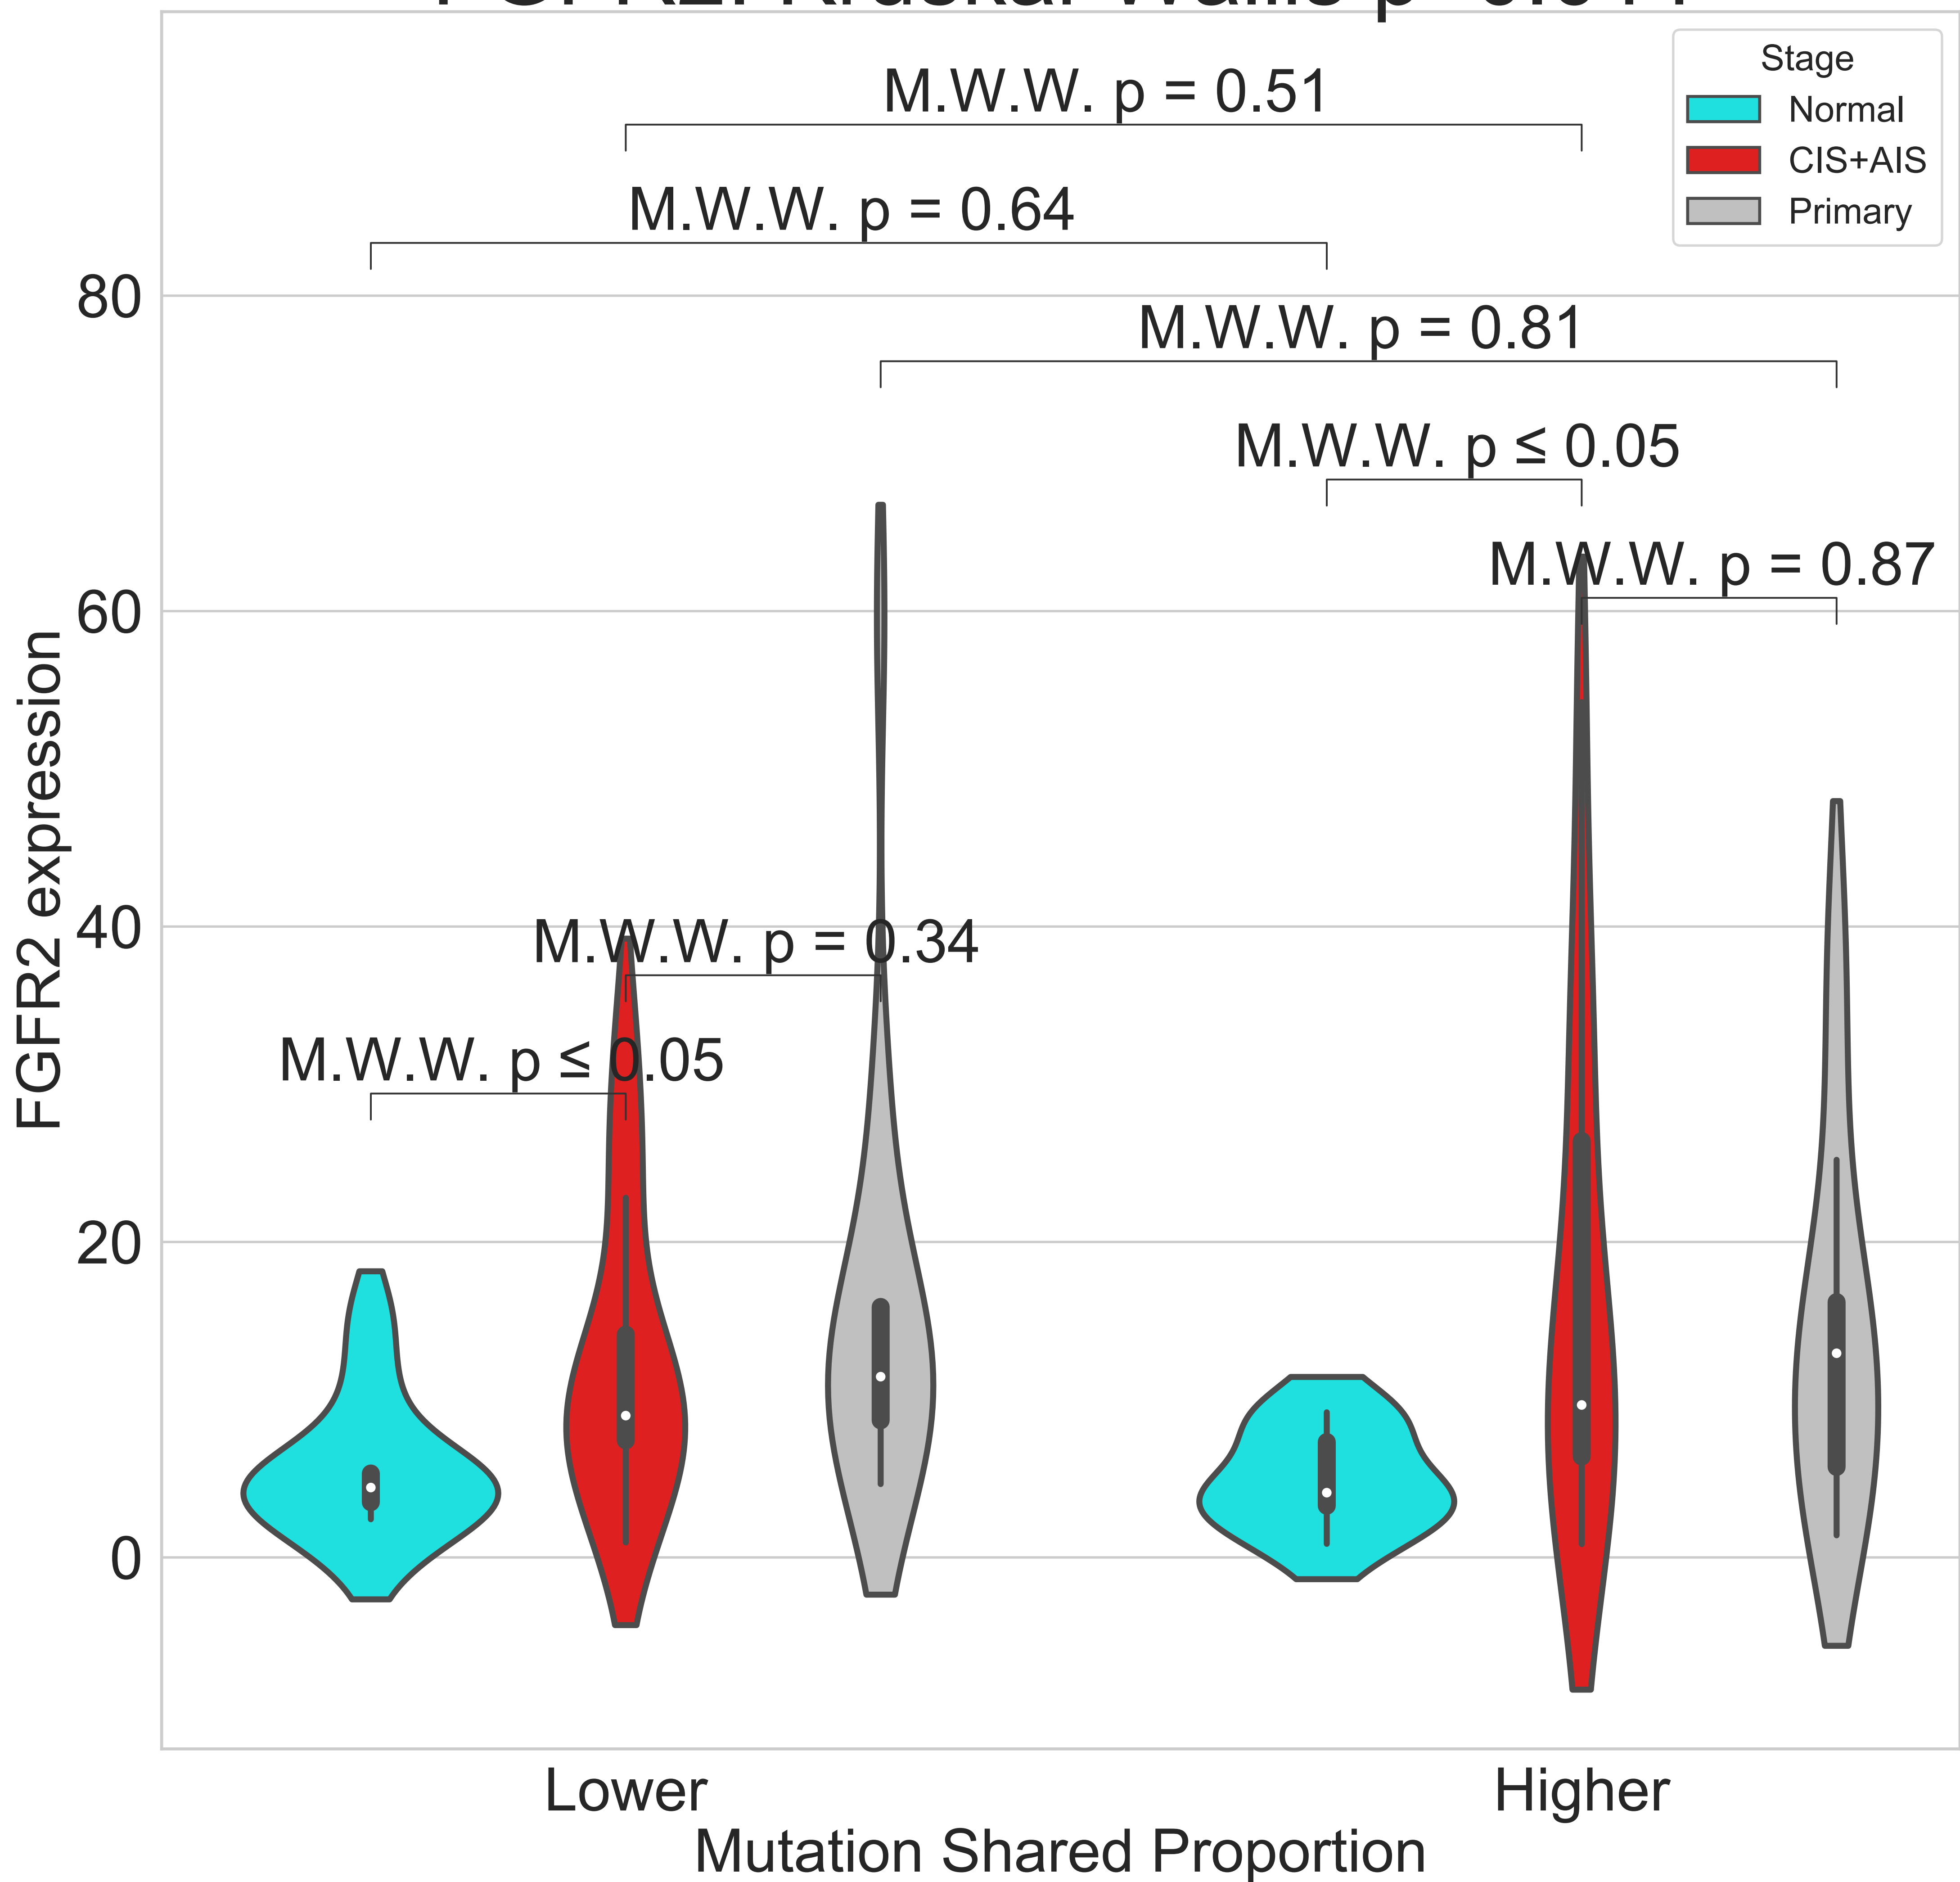 Stage
Normal
CIS+AIS
Primary
M.W.W. p = 0.51
M.W.W. p = 0.64
M.W.W. p = 0.81
M.W.W. p ≤ 0.05
M.W.W. p = 0.87
M.W.W. p = 0.34
M.W.W. p ≤ 0.05
80
60
40
20
0
FGFR2 expression
Lower
Higher
Mutation Shared Proportion